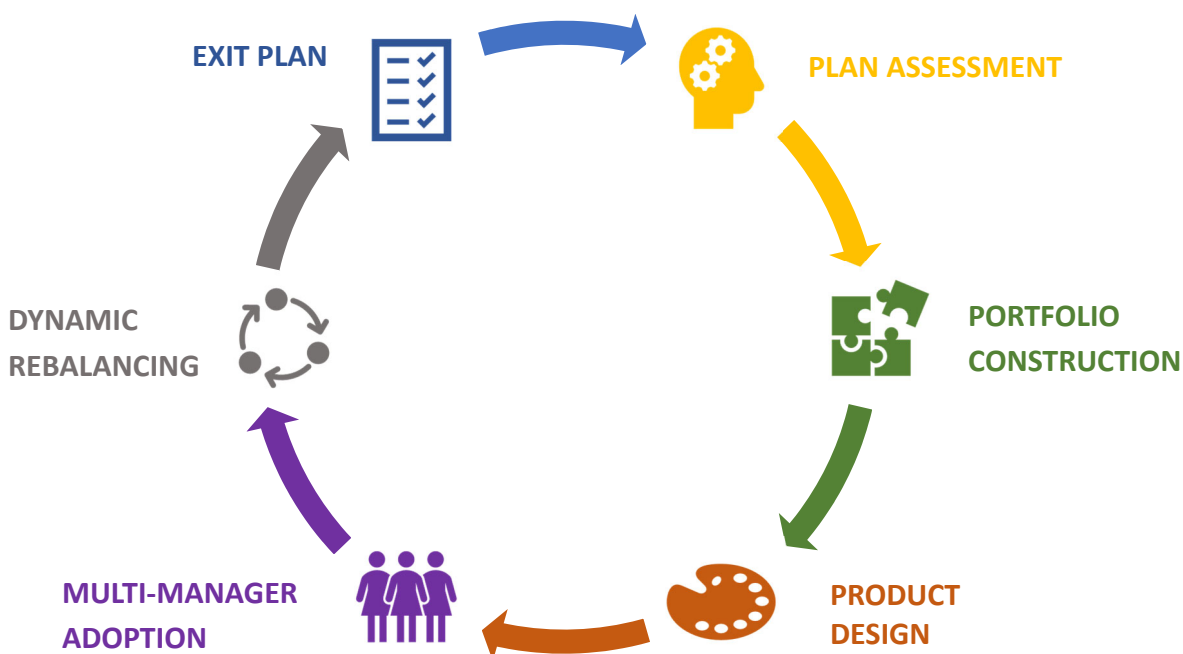 EXIT PLAN
PLAN ASSESSMENT
PORTFOLIO
CONSTRUCTION
PRODUCT
DESIGN
MULTI-MANAGER
ADOPTION
DYNAMIC
REBALANCING